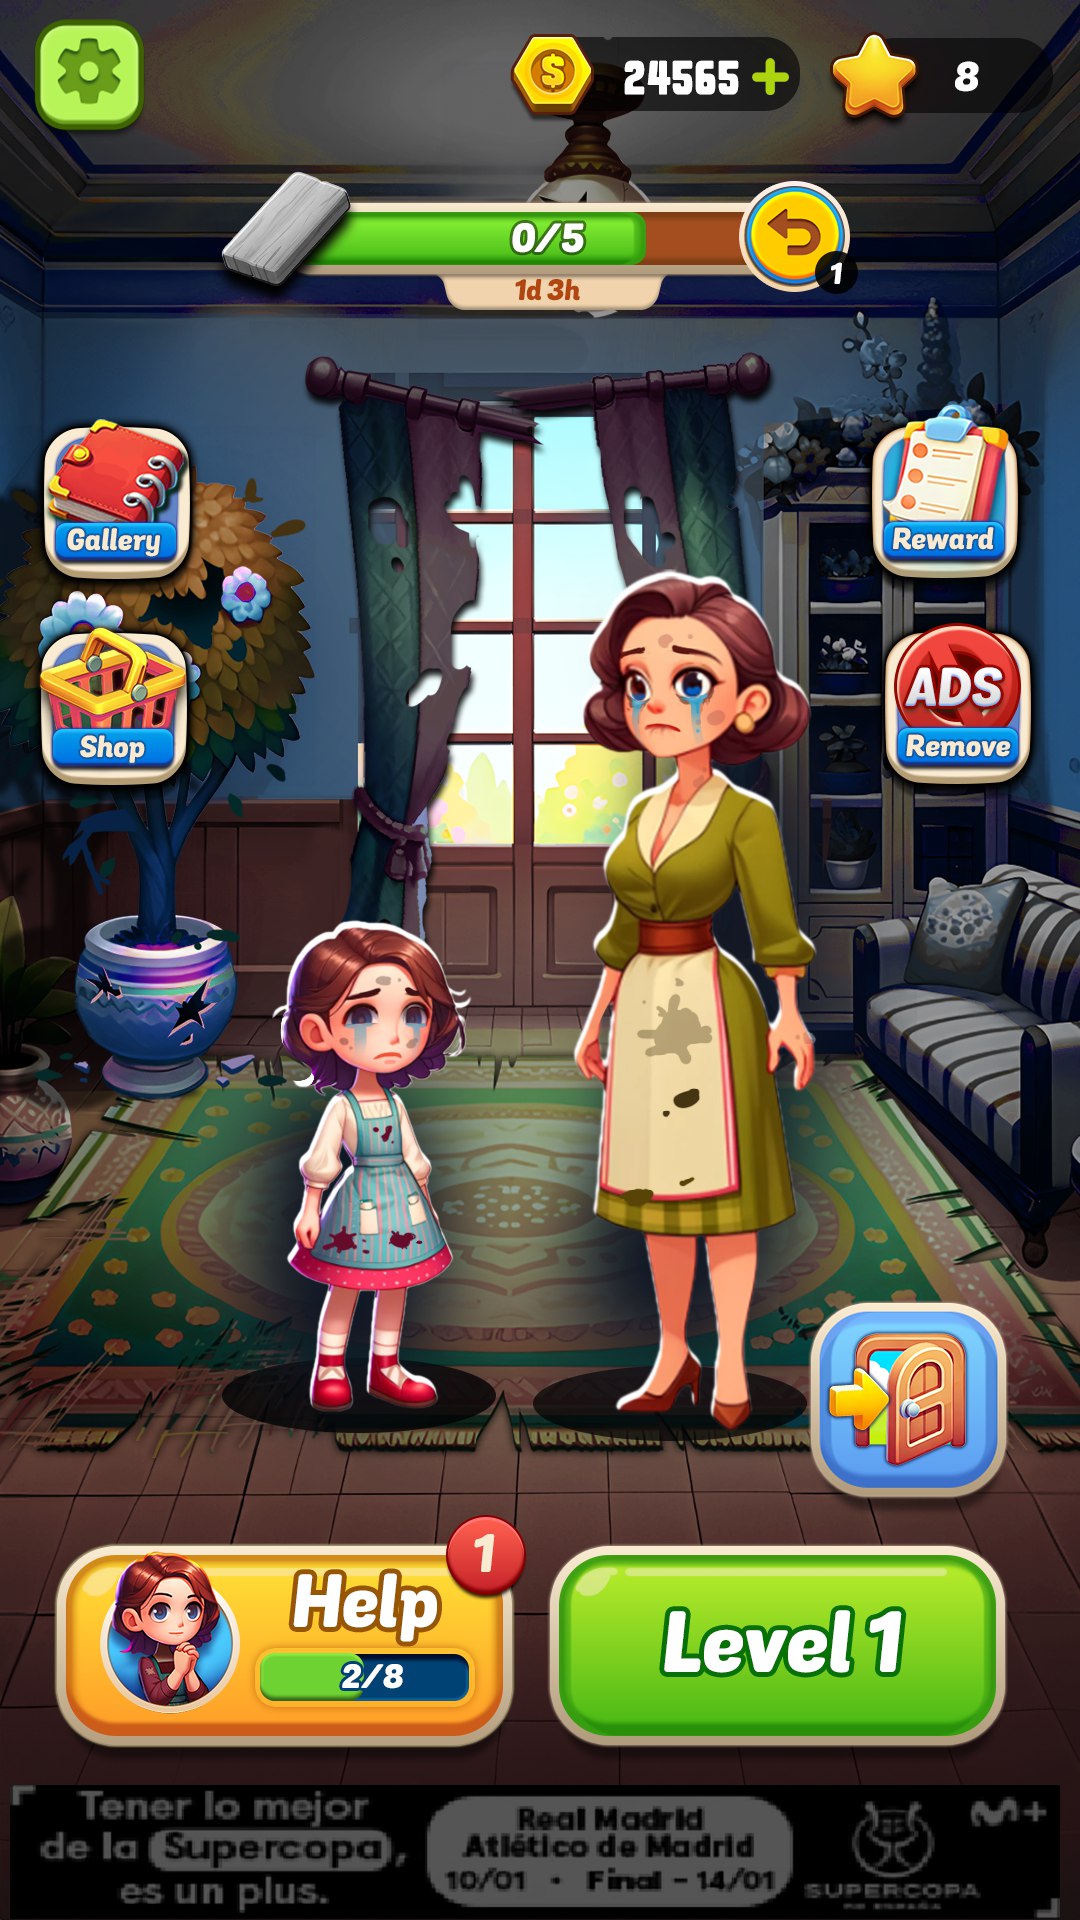 24565
8
0/5
1
1d 3h
Gallery
Reward
Shop
ADS
Remove
1
Help
2/8
Level 1
Tener lo mejor
de la Supercopa,
es un plus.
Real Madrid
Atlético de Madrid
10/01 • Final - 14/01
M+
SUPERCOPA